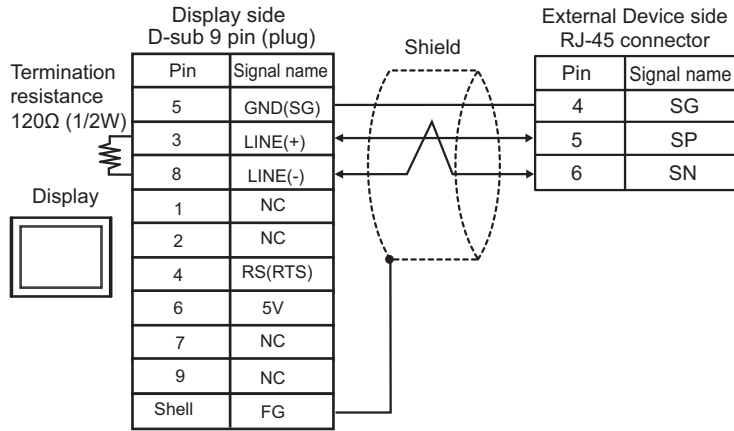 Display side
D-sub 9 pin (plug)
Shield
External Device side
RJ-45 connector
Termination
resistance
120Ω (1/2W)
Display
Pin Signal name
5 GND(SG)
3 LINE(+)
8 LINE(-)
1 NC
2 NC
4 RS(RTS)
6 5V
7 NC
9 NC
Shell FG
Pin Signal name
4 SG
5 SP
6 SN